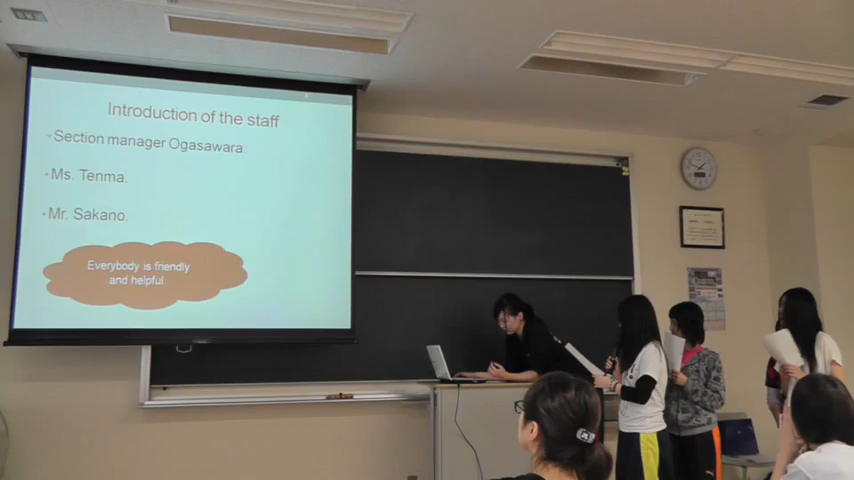 Introduction of the staff
Section manager Ogasawara.
Ms. Tenma.
Mr. Sakano.
Everybody is friendly
and helpful